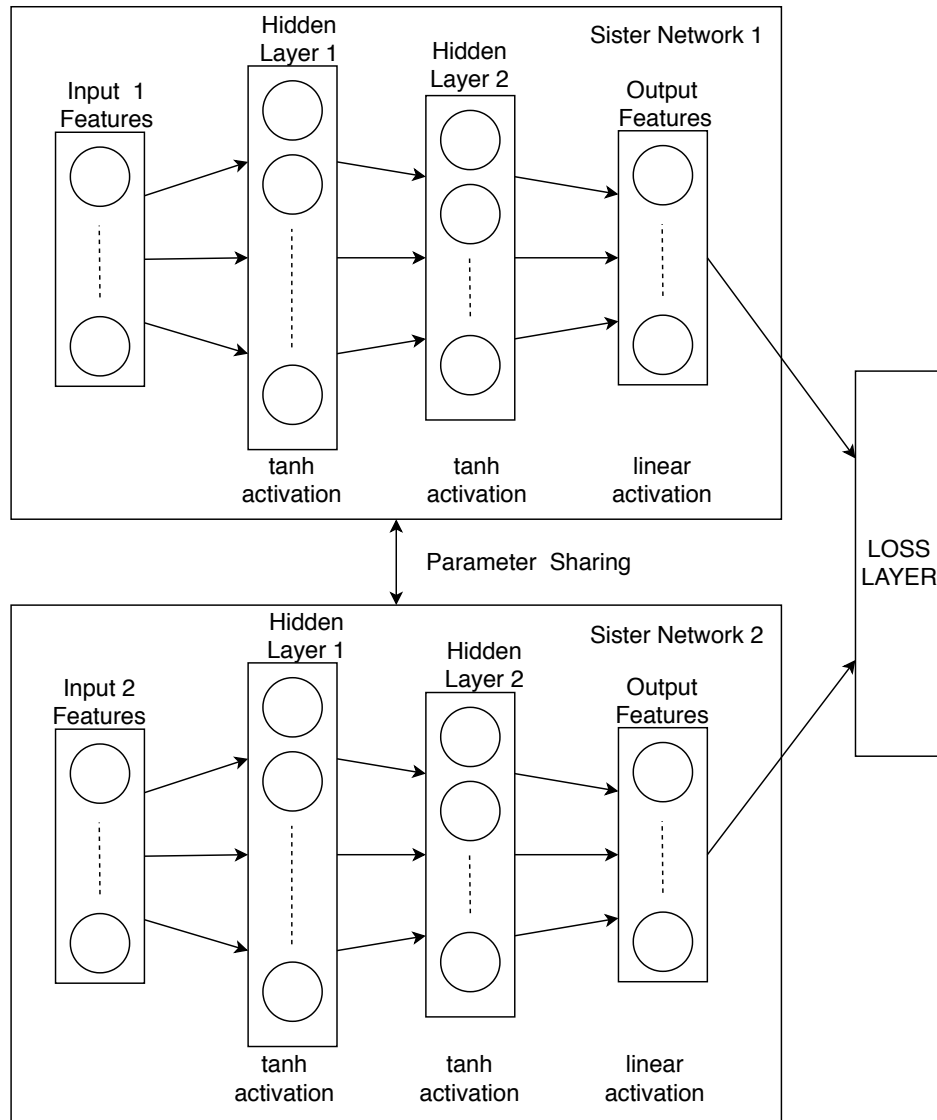 Sister Network 1
Hidden
Layer 1
Hidden
Layer 2
Input 1
Features
Output
Features
tanh
activation
tanh
activation
linear
activation
Parameter Sharing
LOSS
LAYER
Sister Network 2
Hidden
Layer 1
Hidden
Layer 2
Input 2
Features
Output
Features
tanh
activation
tanh
activation
linear
activation